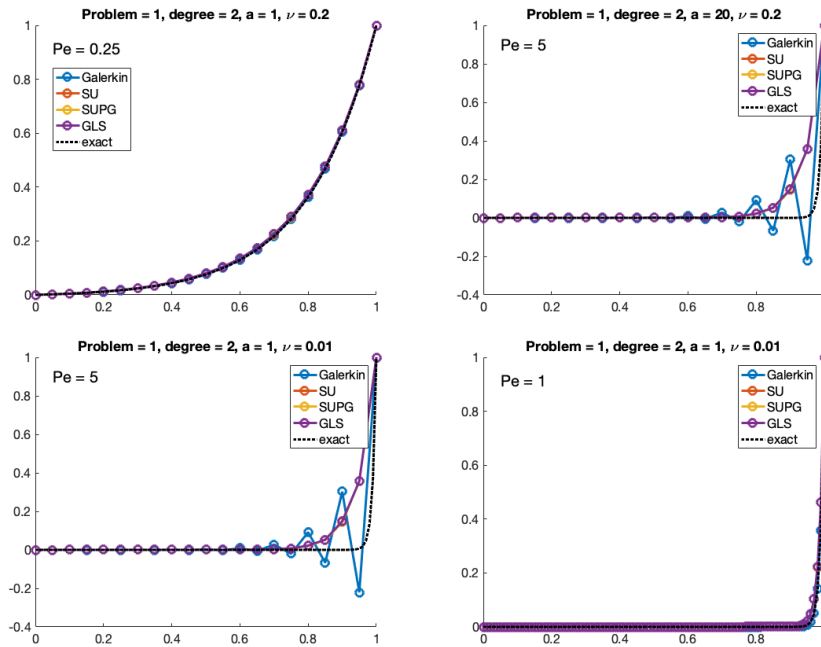 Problem = 1, degree = 2, a = 1, ν = 0.2
Pe = 0.25
Galerkin
SU
SUPG
GLS
exact
1
0.8
0.6
0.4
0.2
0
0 0.2 0.4 0.6 0.8 1
Problem = 1, degree = 2, a = 20, ν = 0.2
Pe = 5
Galerkin
SU
SUPG
GLS
exact
1
0.8
0.6
0.4
0.2
0
-0.2
-0.4
0 0.2 0.4 0.6 0.8
Problem = 1, degree = 2, a = 1, ν = 0.01
Pe = 5
Galerkin
SU
SUPG
GLS
exact
1
0.8
0.6
0.4
0.2
0
-0.2
-0.4
0 0.2 0.4 0.6 0.8 1
Problem = 1, degree = 2, a = 1, ν = 0.01
Pe = 1
Galerkin
SU
SUPG
GLS
exact
1
0.8
0.6
0.4
0.2
0
0 0.2 0.4 0.6 0.8